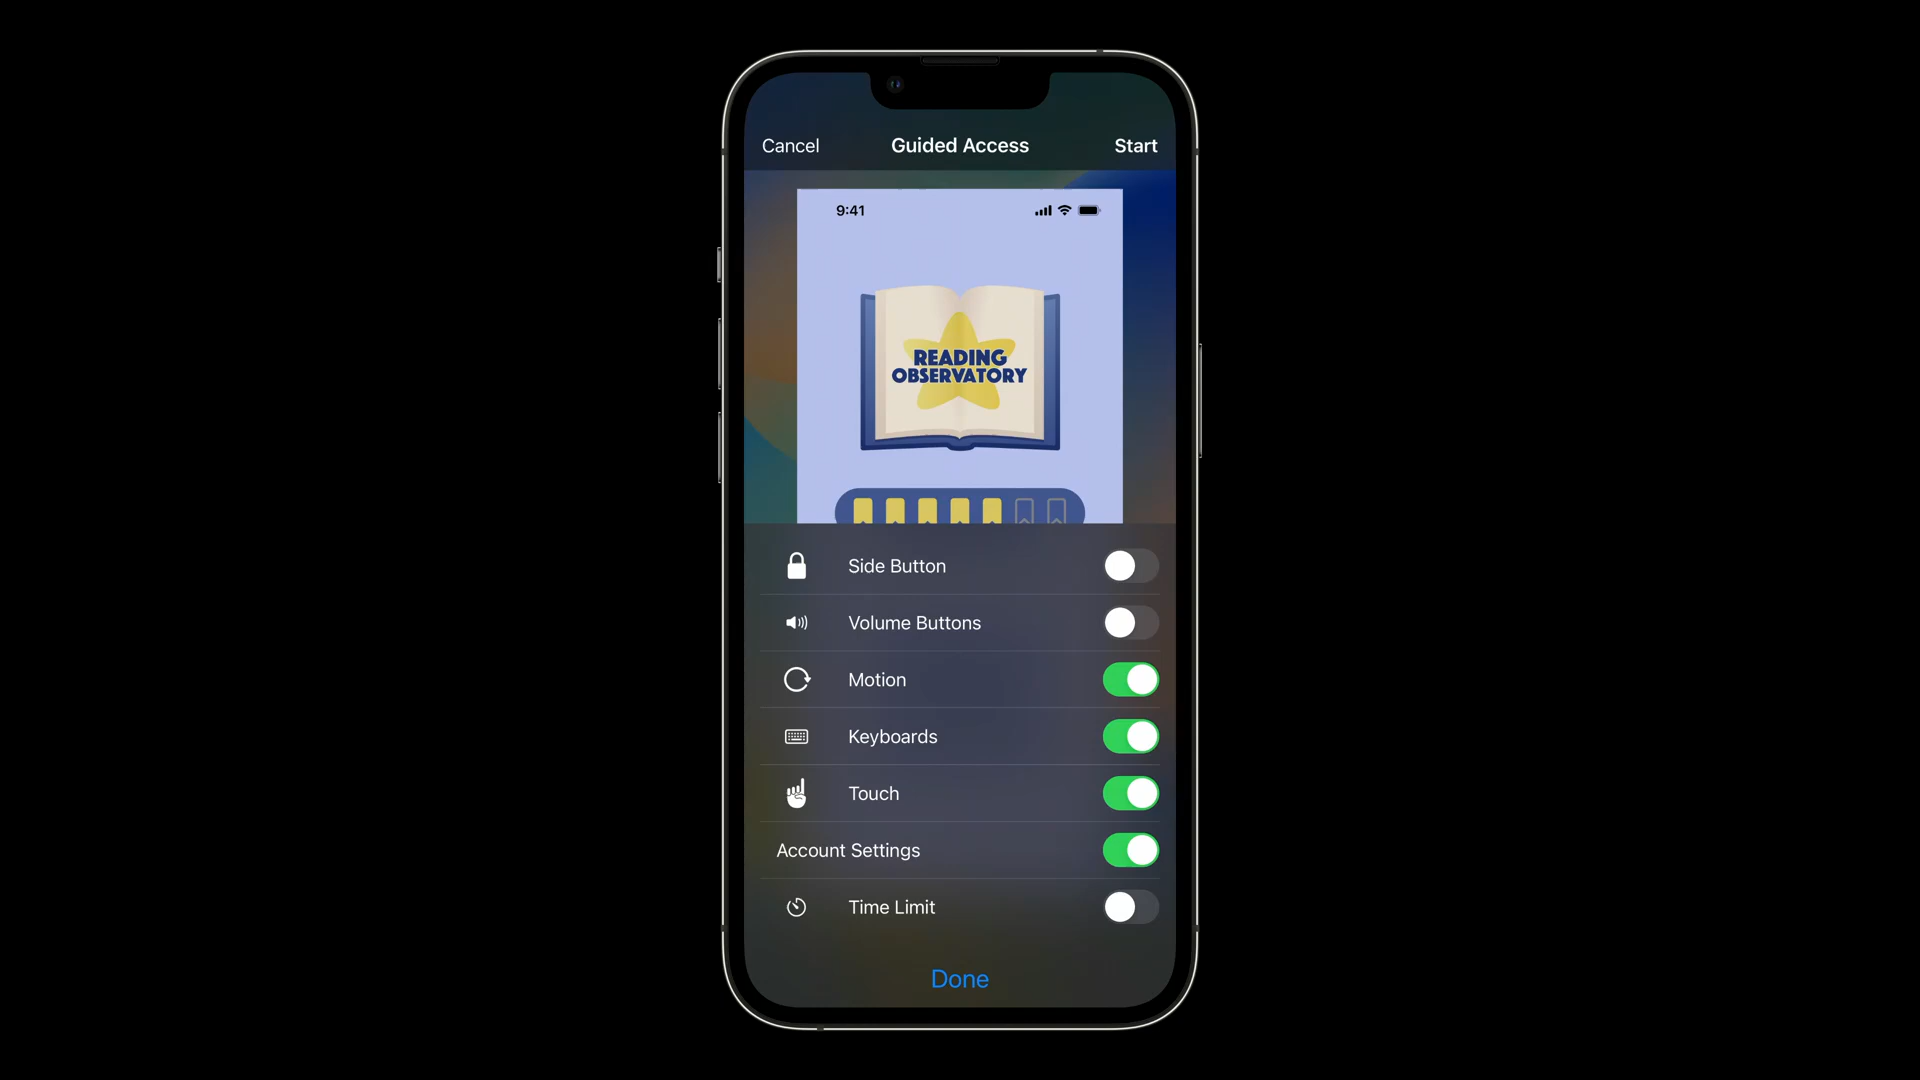 Cancel Guided Access Start
9:41
READING
OBSERVATORY
Side Button
Volume Buttons
Motion
Keyboards
Touch
Account Settings
Time Limit
Done